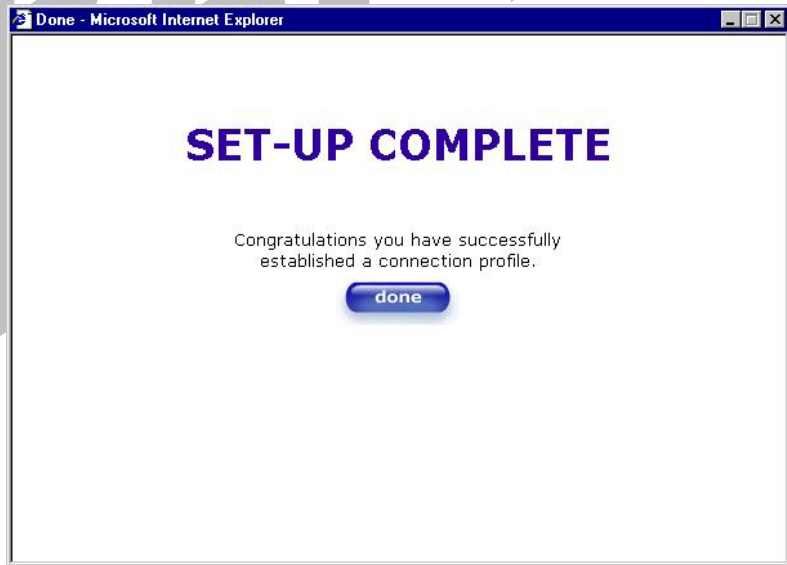 Done - Microsoft Internet Explorer
SET-UP COMPLETE
Congratulations you have successfully
established a connection profile.
done